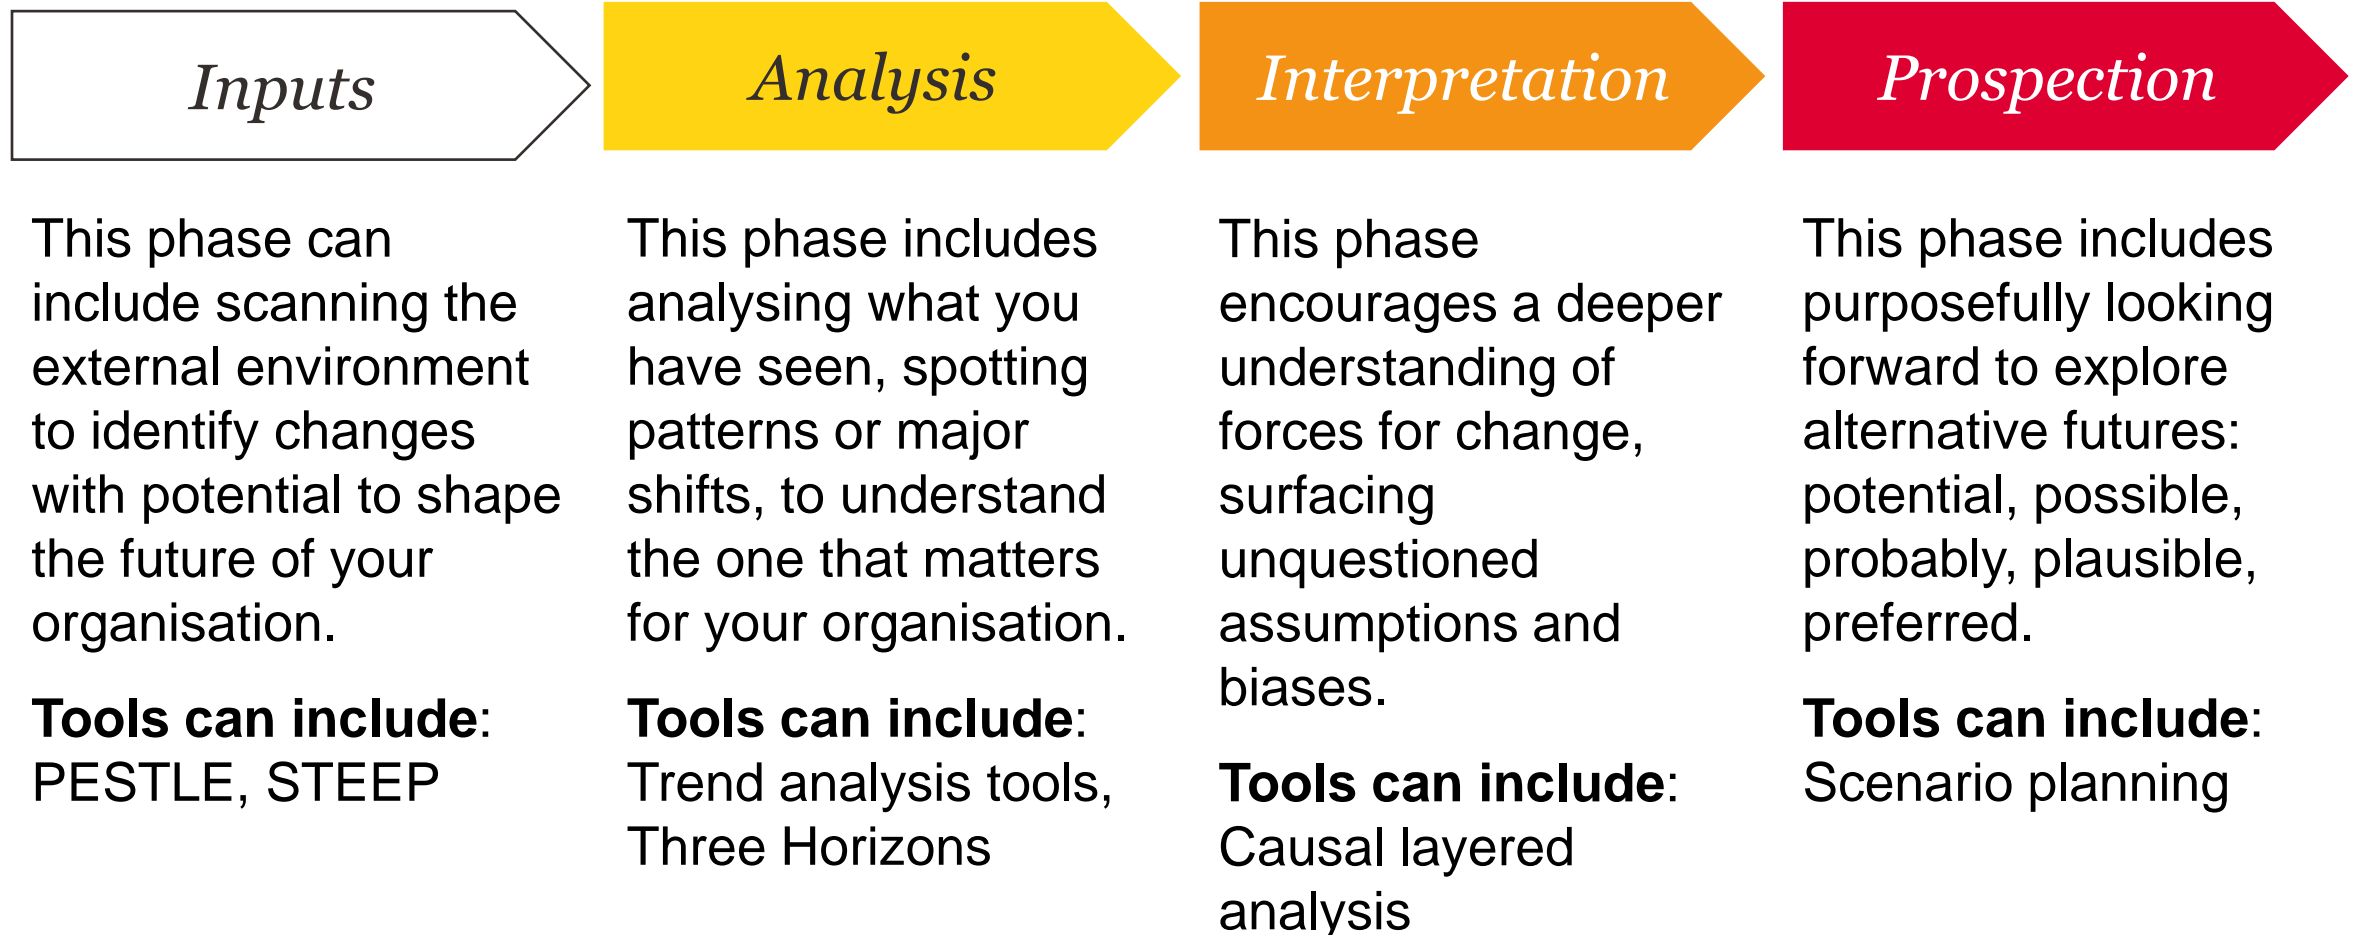 Inputs
Analysis
Interpretation
Prospection
This phase can
include scanning the
external environment
to identify changes
with potential to shape
the future of your
organisation.
Tools can include:
PESTLE, STEEP
This phase includes
analysing what you
have seen, spotting
patterns or major
shifts, to understand
the one that matters
for your organisation.
Tools can include:
Trend analysis tools,
Three Horizons
This phase
encourages a deeper
understanding of
forces for change,
surfacing
unquestioned
assumptions and
biases.
Tools can include:
Causal layered
analysis
This phase includes
purposefully looking
forward to explore
alternative futures:
potential, possible,
probably, plausible,
preferred.
Tools can include:
Scenario planning